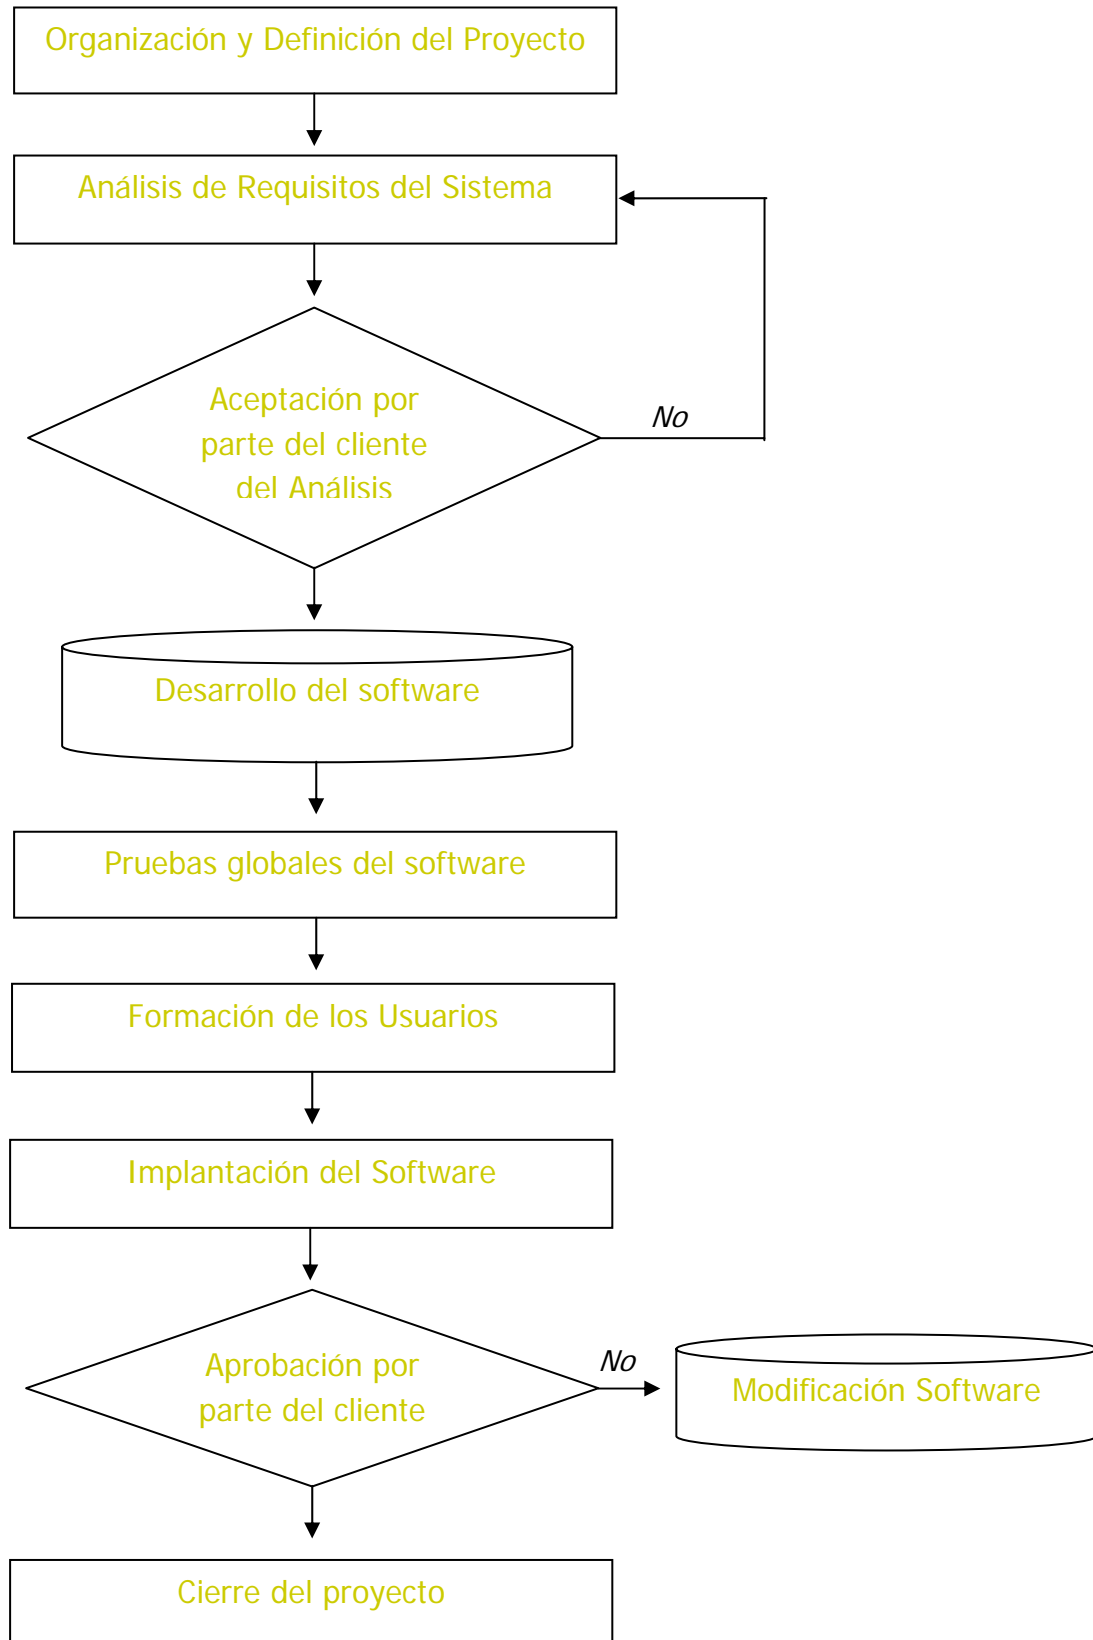 Organización y Definición del Proyecto
Análisis de Requisitos del Sistema
Aceptación por
parte del cliente
del Análisis
No
Desarrollo del software
Pruebas globales del software
Formación de los Usuarios
Implantación del Software
Aprobación por
parte del cliente
No
Modificación Software
Cierre del proyecto